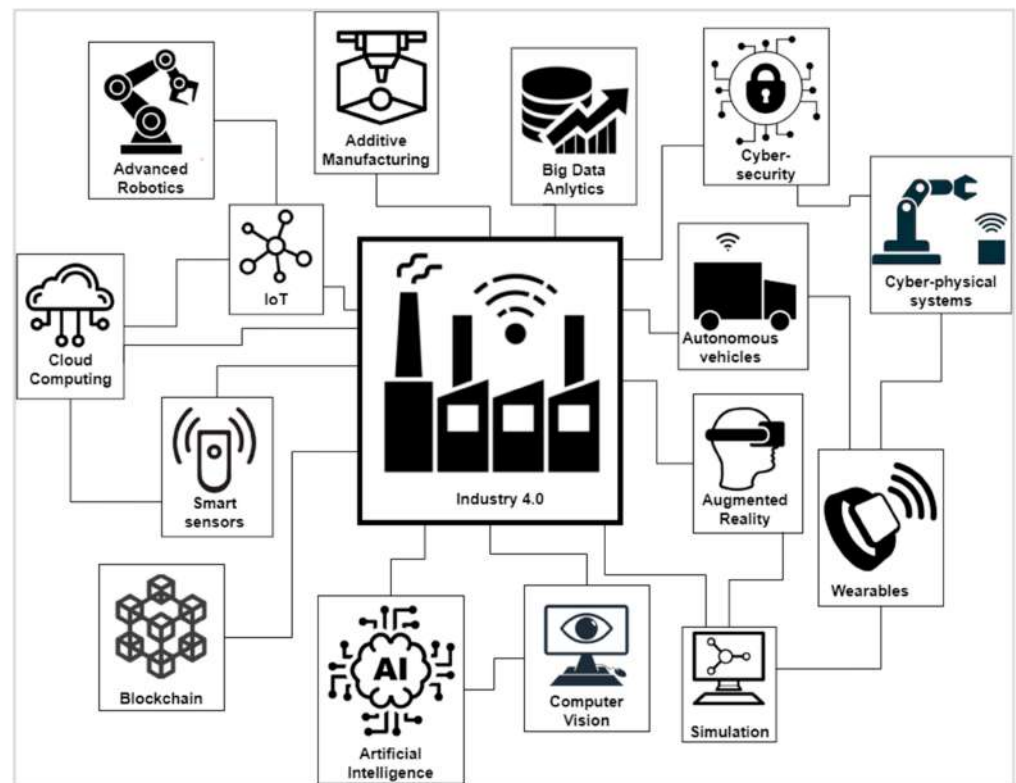 Additive
Manufacturing
Advanced
Robotics
Big Data
Anlytics
Cyber-
security
IoT
Cyber-physical
systems
Cloud
Computing
Autonomous
vehicles
Smart
sensors
Industry 4.0
Augmented
Reality
Wearables
Blockchain
AI
Artificial
Intelligence
Computer
Vision
Simulation